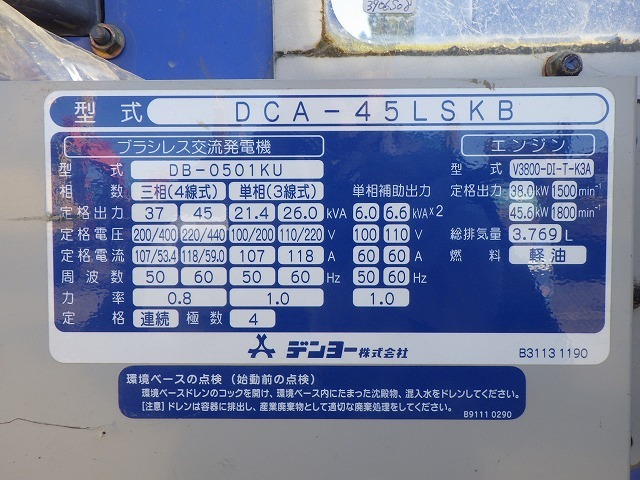 3906508
型式 DCA-45LSKB
ブラシレス交流発電機 エンジン
型式 DB-0501KU 型式 V3800-DI-T-K3A
相数 三相(4線式) 単相(3線式) 単相補助出力 定格出力 38.0kW 1500min⁻¹
定格出力 37 45 21.4 26.0 kVA 6.0 6.6 kVA×2 45.6kW 1800min⁻¹
定格電圧 200/400 220/440 100/200 110/220 V 100 110 V 総排気量 3.769 L
定格電流 107/53.4 118/59.0 107 118 A 60 60 A 燃料 軽油
周波数 50 60 50 60 Hz 50 60 Hz
力率 0.8 1.0 1.0
定格 連続 極数 4
デンヨー株式会社 B31131190
環境ベースの点検(始動前の点検)
環境ベースドレンのコックを開け、環境ベース内にたまった沈殿物、混入水をドレンしてください。
[注意]ドレンは容器に排出し、産業廃棄物として適切な廃棄処理をしてください。
B9111 0290